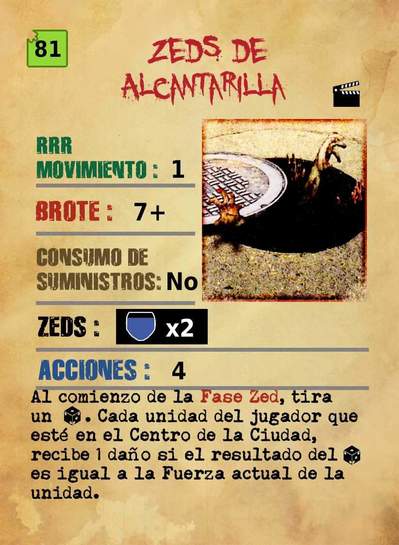 81
ZEDS DE
ALCANTARILLA
RRR
MOVIMIENTO : 1
BROTE : 7+
CONSUMO DE
SUMINISTROS: No
ZEDS : x2
ACCIONES : 4
Al comienzo de la Fase Zed, tira
un . Cada unidad del jugador que
esté en el Centro de la Ciudad,
recibe 1 daño si el resultado del
es igual a la Fuerza actual de la
unidad.